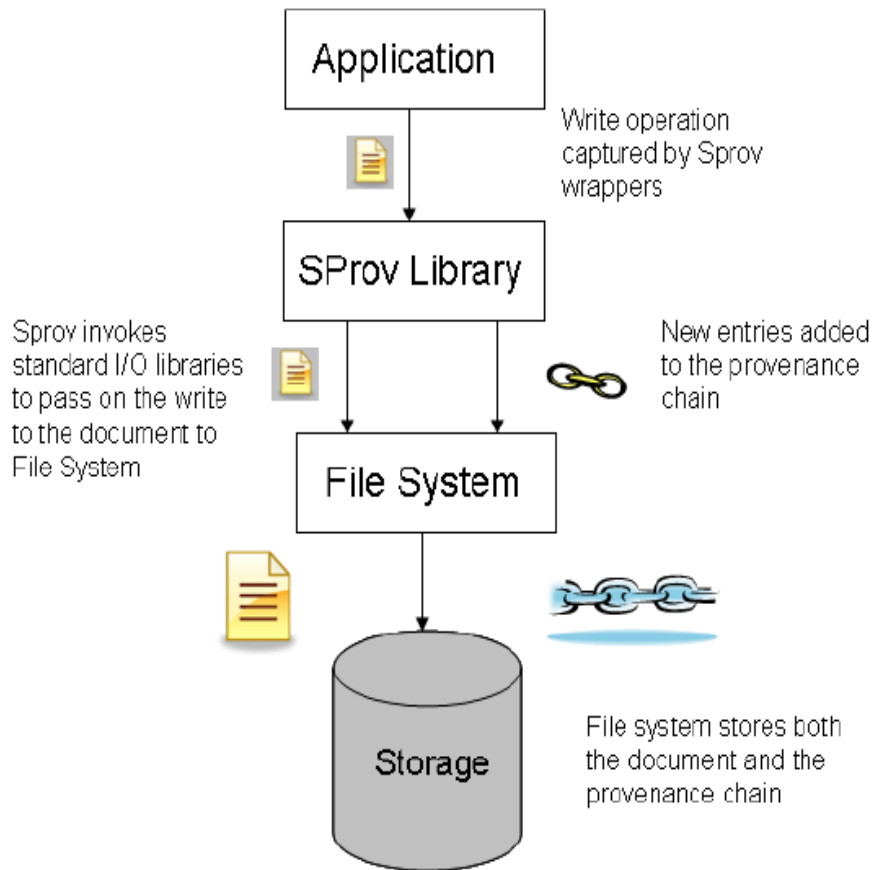 Application
Write operation
captured by Sprov
wrappers
SProv Library
Sprov invokes
standard I/O libraries
to pass on the write
to the document to
File System
New entries added
to the provenance
chain
File System
Storage
File system stores both
the document and the
provenance chain